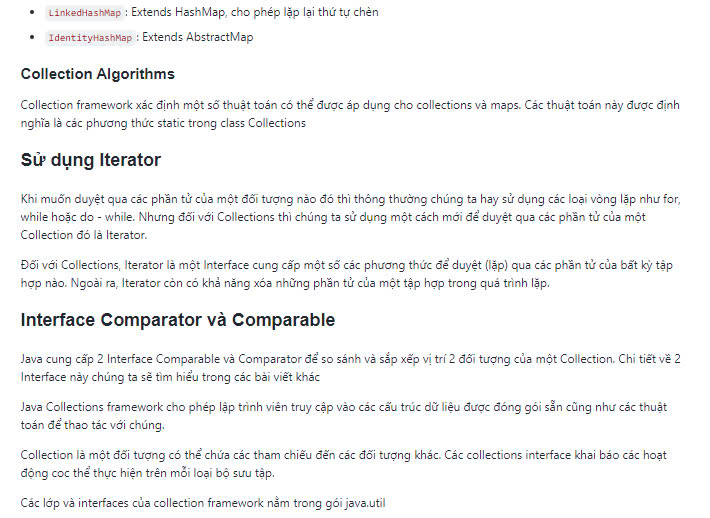 LinkedHashMap : Extends HashMap, cho phép lặp lại thứ tự chèn
IdentityHashMap : Extends AbstractMap
Collection Algorithms
Collection framework xác định một số thuật toán có thể được áp dụng cho collections và maps. Các thuật toán này được định
nghĩa là các phương thức static trong class Collections
Sử dụng Iterator
Khi muốn duyệt qua các phần tử của một đối tượng nào đó thì thông thường chúng ta hay sử dụng các loại vòng lặp như for,
while hoặc do - while. Nhưng đối với Collections thì chúng ta sử dụng một cách mới để duyệt qua các phần tử của một
Collection đó là Iterator.
Đối với Collections, Iterator là một Interface cung cấp một số các phương thức để duyệt (lặp) qua các phần tử của bất kỳ tập
hợp nào. Ngoài ra, Iterator còn có khả năng xóa những phần tử của một tập hợp trong quá trình lặp.
Interface Comparator và Comparable
Java cung cấp 2 Interface Comparable và Comparator để so sánh và sắp xếp vị trí 2 đối tượng của một Collection. Chi tiết về 2
Interface này chúng ta sẽ tìm hiểu trong các bài viết khác
Java Collections framework cho phép lập trình viên truy cập vào các cấu trúc dữ liệu được đóng gói sẵn cũng như các thuật
toán để thao tác với chúng.
Collection là một đối tượng có thể chứa các tham chiếu đến các đối tượng khác. Các collections interface khai báo các hoạt
động coc thể thực hiện trên mỗi loại bộ sưu tập.
Các lớp và interfaces của collection framework nằm trong gói java.util